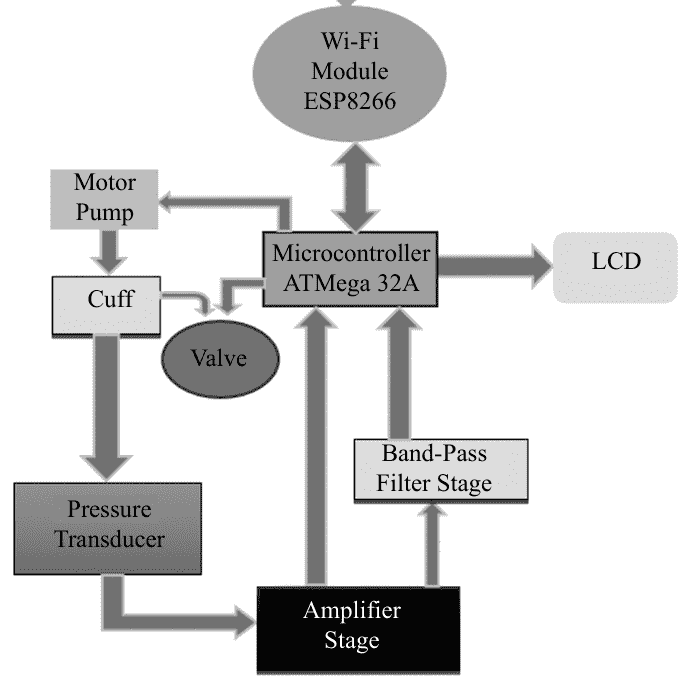 Wi-Fi
Module
ESP8266
Motor
Pump
Microcontroller
ATMega 32A
LCD
Cuff
Valve
Band-Pass
Filter Stage
Pressure
Transducer
Amplifier
Stage